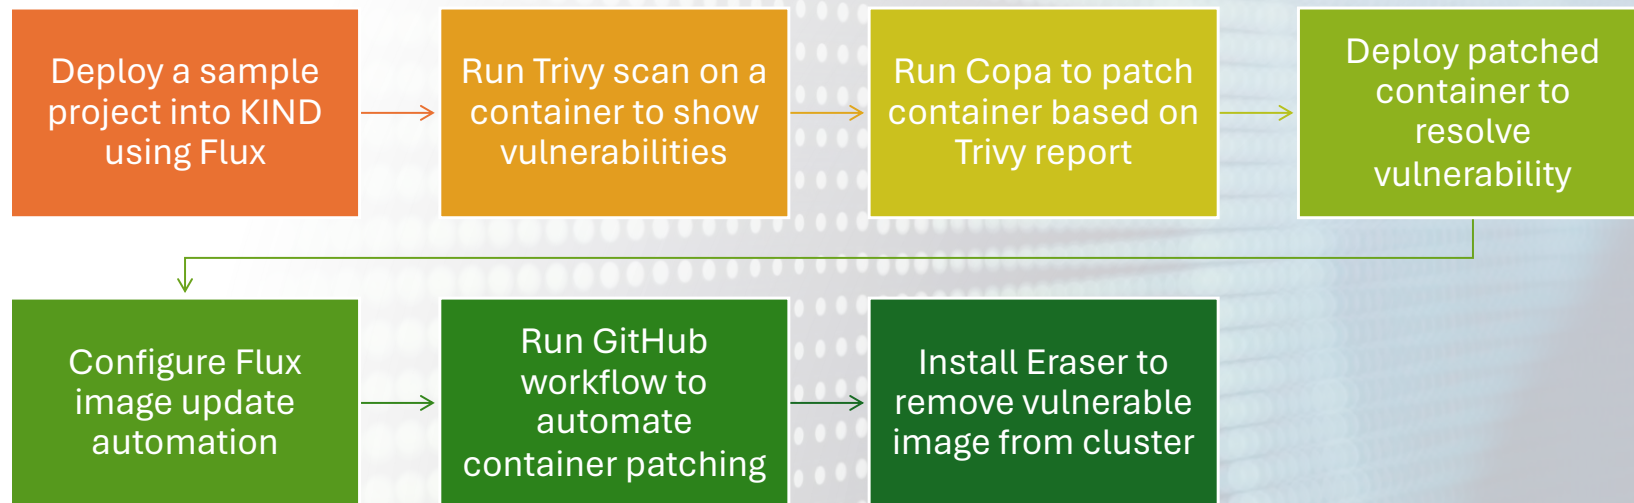 Deploy a sample
project into KIND
using Flux
Run Trivy scan on a
container to show
vulnerabilities
Run Copa to patch
container based on
Trivy report
Deploy patched
container to
resolve
vulnerability
Configure Flux
image update
automation
Run GitHub
workflow to
automate
container patching
Install Eraser to
remove vulnerable
image from cluster